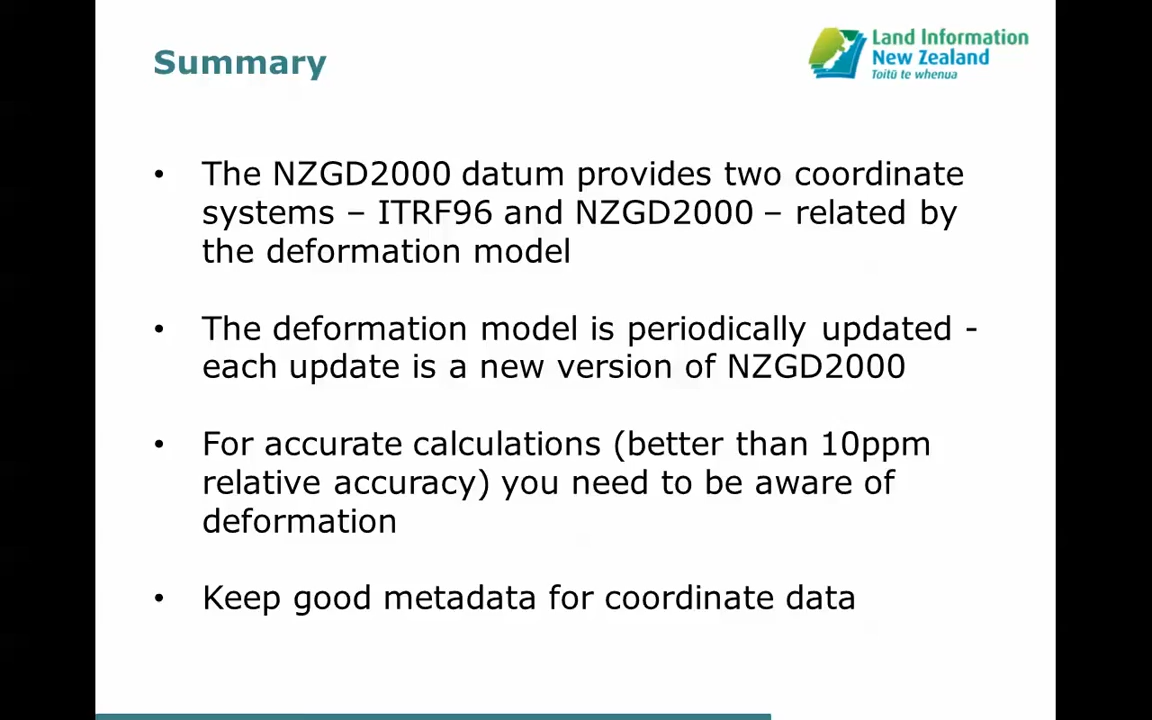 Summary
Land Information
New Zealand
Toitū te whenua
• The NZGD2000 datum provides two coordinate
systems – ITRF96 and NZGD2000 – related by
the deformation model
• The deformation model is periodically updated -
each update is a new version of NZGD2000
• For accurate calculations (better than 10ppm
relative accuracy) you need to be aware of
deformation
• Keep good metadata for coordinate data